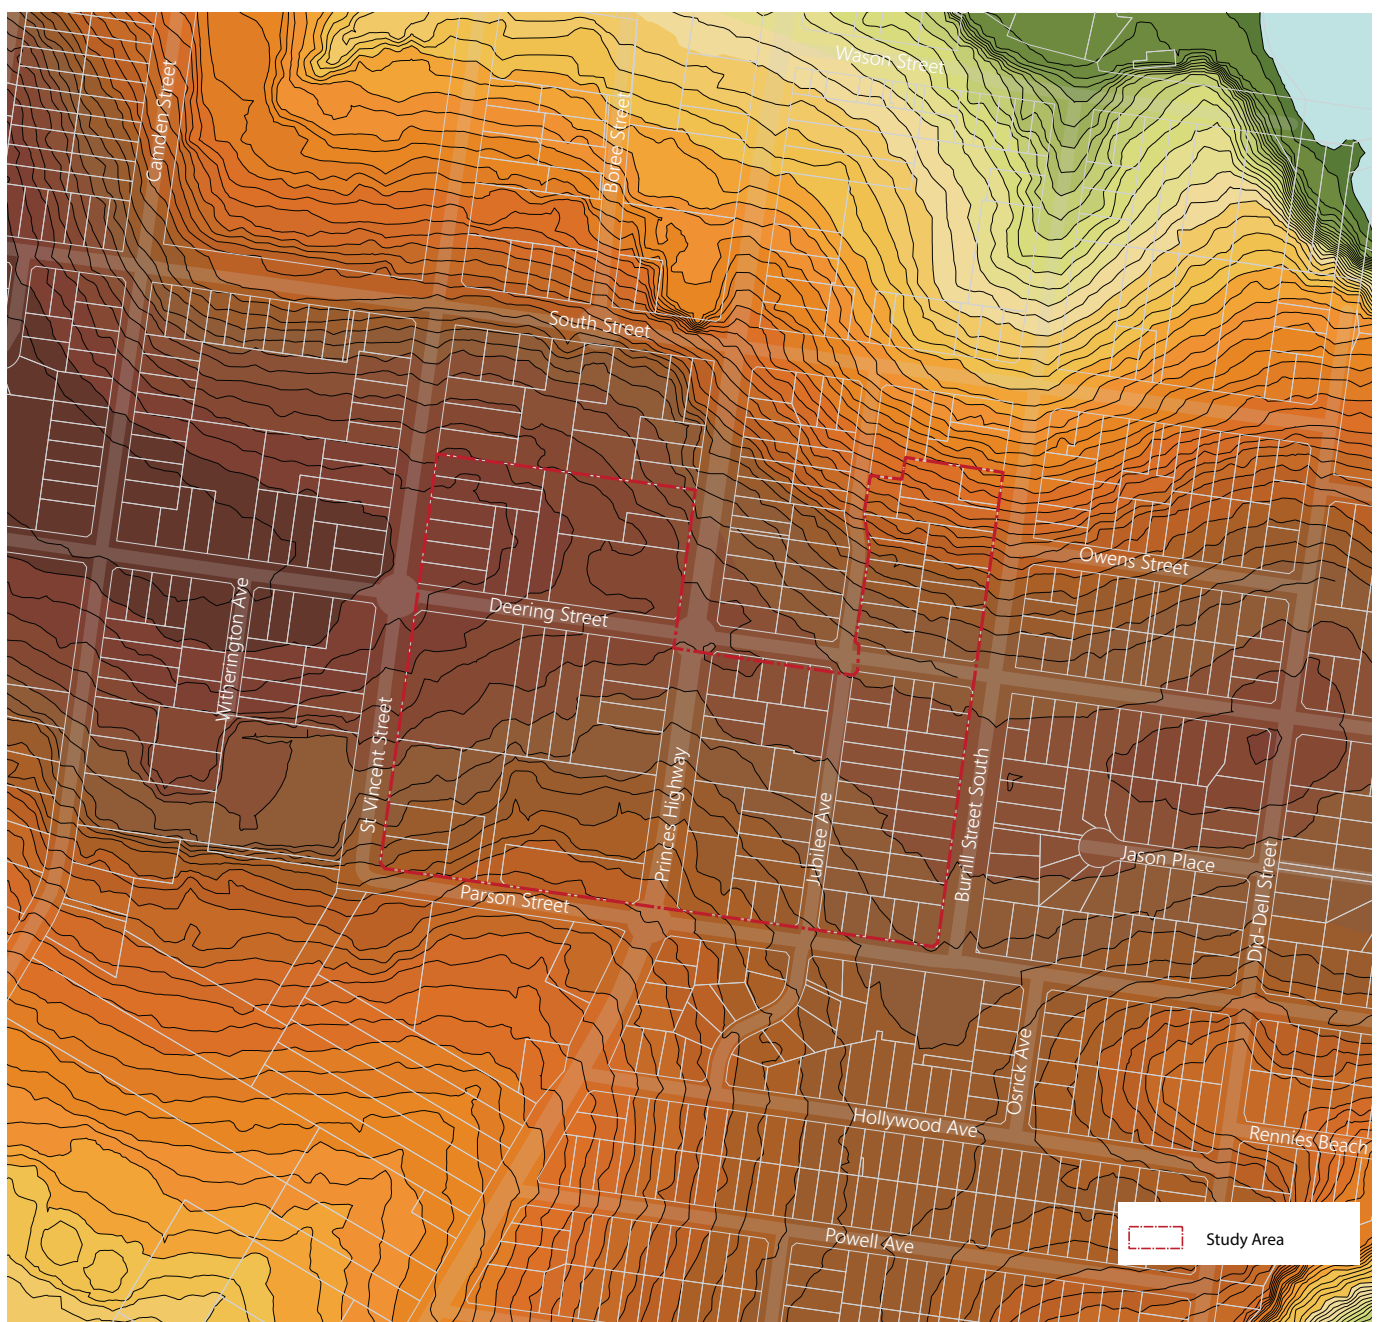 Wason Street
Camden Street
Boree Street
South Street
Owens Street
Deering Street
Witherington Ave
St Vincent Street
Princes Highway
Jubilee Ave
Burrill Street South
Jason Place
Did-Dell Street
Parson Street
Osrick Ave
Hollywood Ave
Rennies Beach
Powell Ave
Study Area